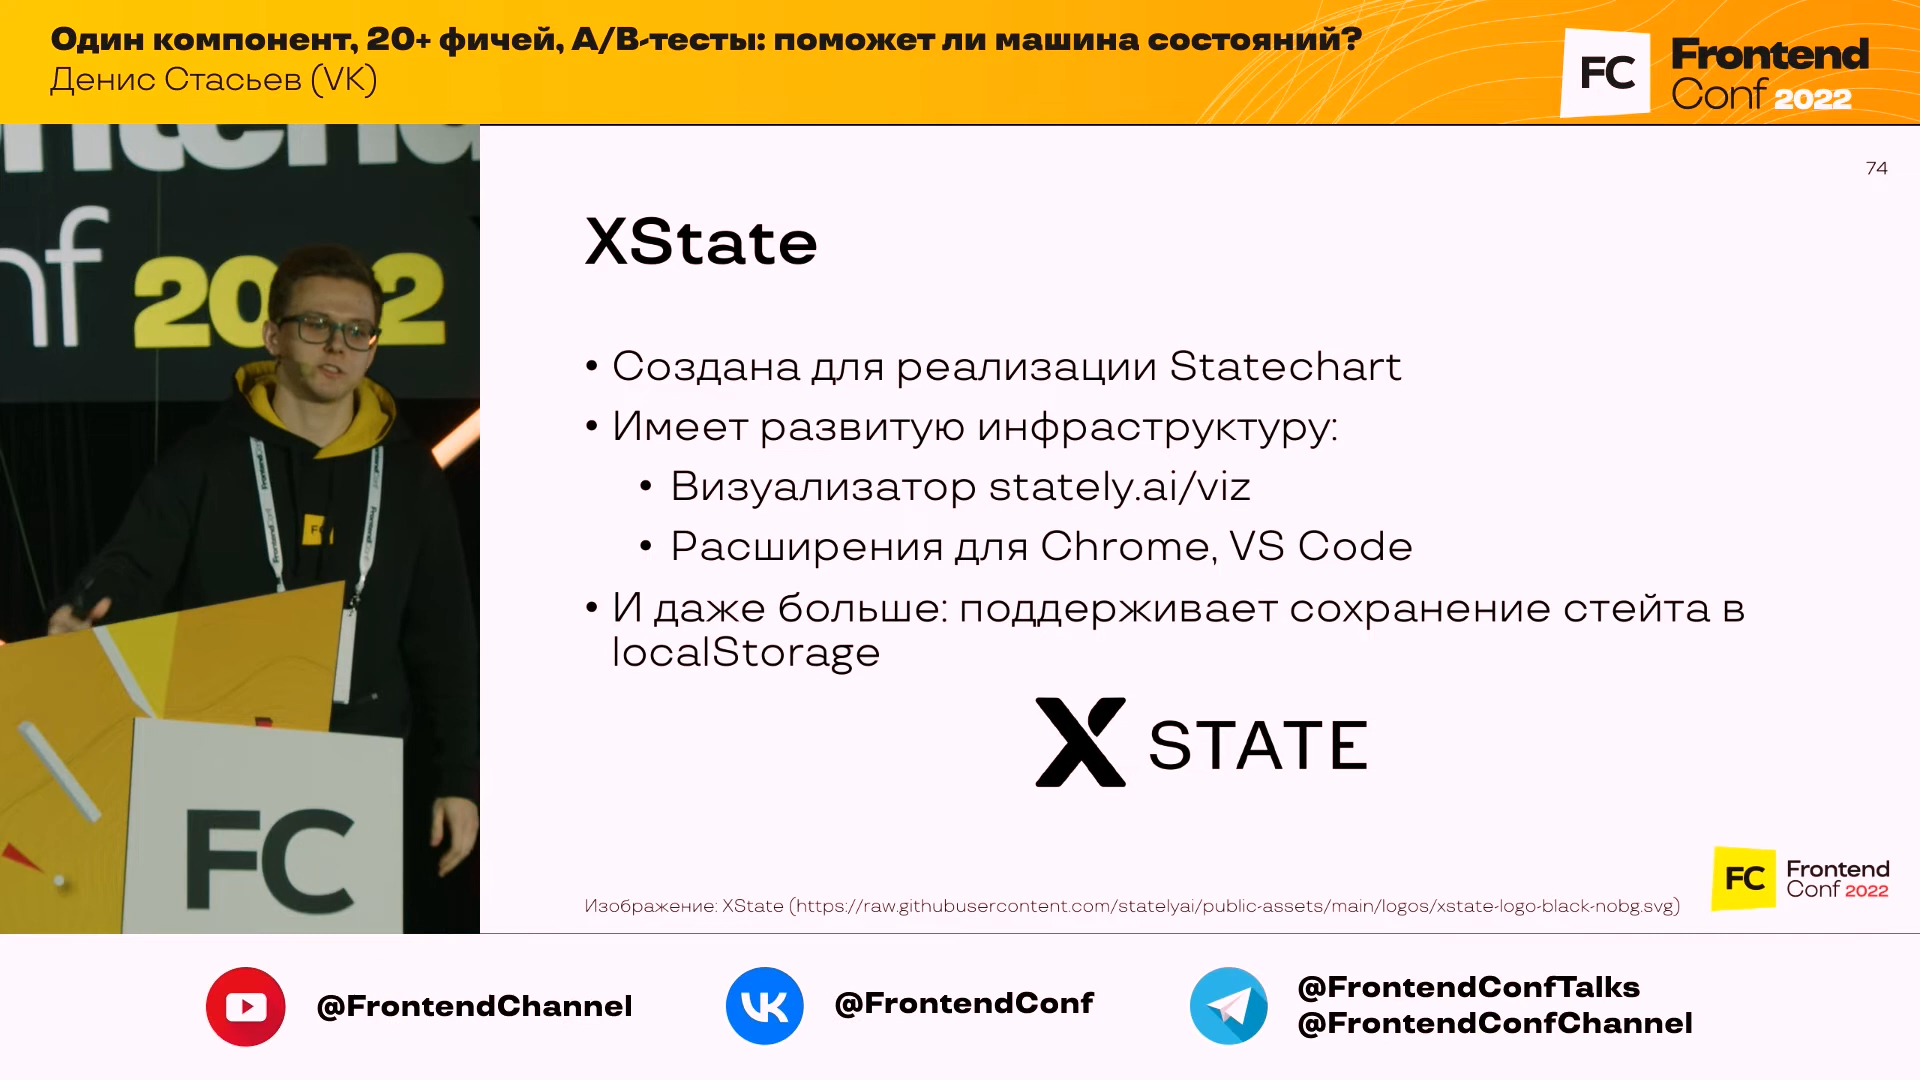 Один компонент, 20+ фичей, A/B-тесты: поможет ли машина состояний?
Денис Стасьев (VK)
FC
Frontend
Conf 2022
74
XState
• Создана для реализации Statechart
• Имеет развитую инфраструктуру:
• Визуализатор stately.ai/viz
• Расширения для Chrome, VS Code
• И даже больше: поддерживает сохранение стейта в
localStorage
X STATE
Изображение: XState (https://raw.githubusercontent.com/statelyai/public-assets/main/logos/xstate-logo-black-nobg.svg)
FC
Frontend
Conf 2022
nf 2022
FC
@FrontendChannel
@FrontendConf
@FrontendConfTalks
@FrontendConfChannel